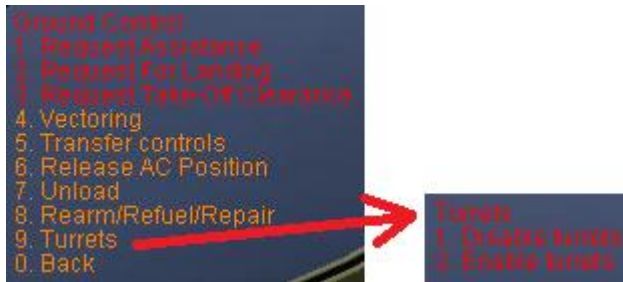 Ground Control
1. Request Assistance
2. Request For Landing
3. Request Take-Off Clearance
4. Vectoring
5. Transfer controls
6. Release AC Position
7. Unload
8. Rearm/Refuel/Repair
9. Turrets
0. Back
Turrets
1. Disable turrets
2. Enable turrets